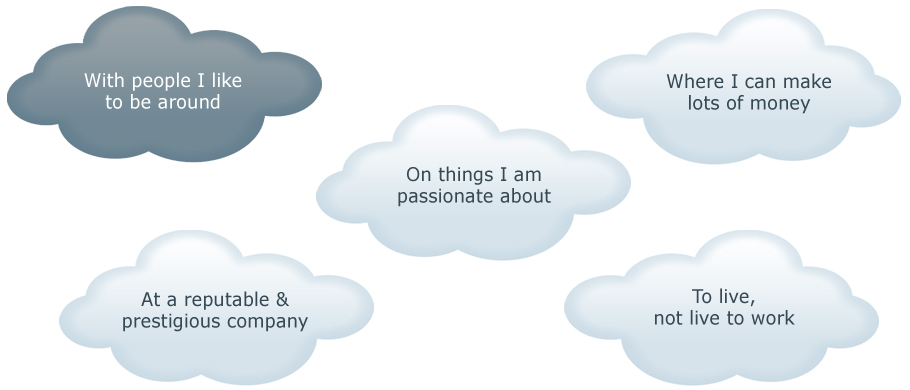 With people I like
to be around
Where I can make
lots of money
On things I am
passionate about
At a reputable &
prestigious company
To live,
not live to work